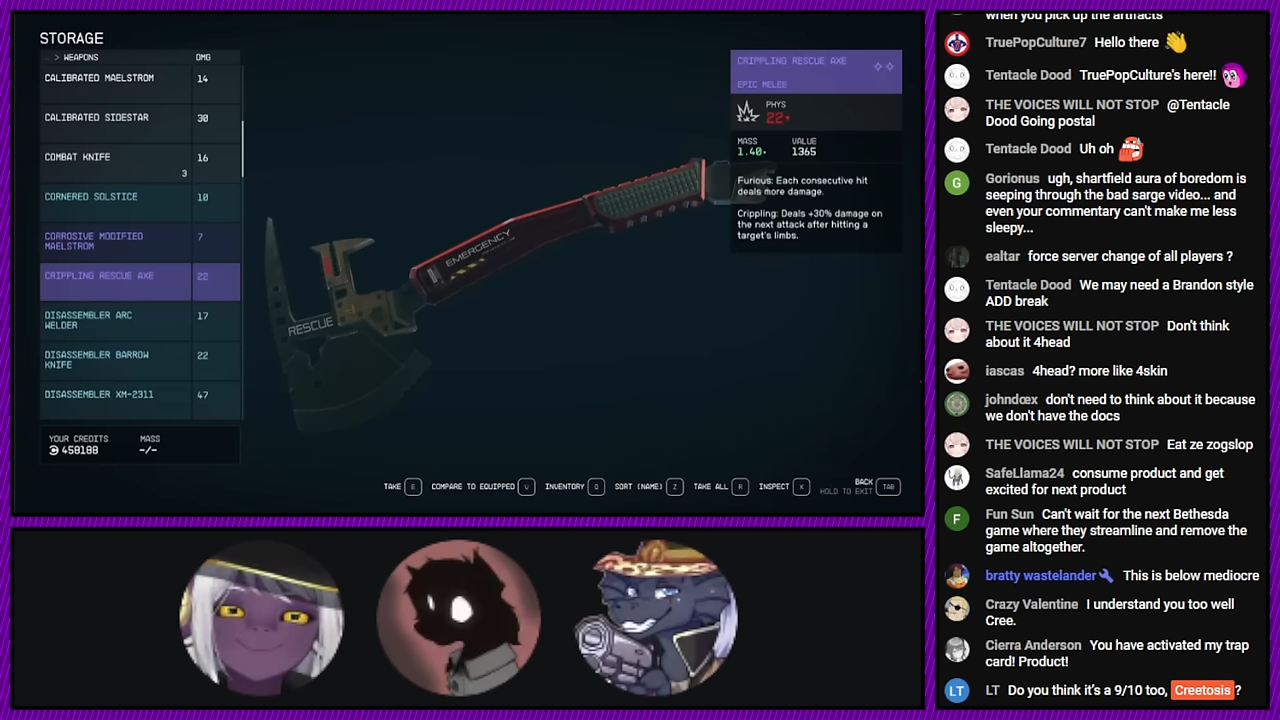 STORAGE
.. > WEAPONS DMG
CALIBRATED MAELSTROM 14
CALIBRATED SIDESTAR 30
COMBAT KNIFE 16
3
CORNERED SOLSTICE 10
CORROSIVE MODIFIED
MAELSTROM 7
CRIPPLING RESCUE AXE 22
DISASSEMBLER ARC
WELDER 17
DISASSEMBLER BARROW
KNIFE 22
DISASSEMBLER XM-2311 47
YOUR CREDITS MASS
458188 -/-
EMERGENCY
RESCUE
CRIPPLING RESCUE AXE
EPIC MELEE
PHYS
22
MASS VALUE
1.40 1365
Furious: Each consecutive hit
deals more damage.
Crippling: Deals +30% damage on
the next attack after hitting a
target's limbs.
TAKE E COMPARE TO EQUIPPED V INVENTORY Q SORT (NAME) Z TAKE ALL R INSPECT X BACK TAB
HOLD TO EXIT
when you pick up the artifacts
TruePopCulture7 Hello there 👋
Tentacle Dood TruePopCulture's here!!
THE VOICES WILL NOT STOP @Tentacle
Dood Going postal
Tentacle Dood Uh oh
G
Gorionus ugh, shartfield aura of boredom is
seeping through the bad sarge video... and
even your commentary can't make me less
sleepy...
ealtar force server change of all players ?
Tentacle Dood We may need a Brandon style
ADD break
THE VOICES WILL NOT STOP Don't think
about it 4head
iascas 4head? more like 4skin
johndœx don't need to think about it because
we don't have the docs
THE VOICES WILL NOT STOP Eat ze zogslop
SafeLlama24 consume product and get
excited for next product
F
Fun Sun Can't wait for the next Bethesda
game where they streamline and remove the
game altogether.
bratty wastelander This is below mediocre
Crazy Valentine I understand you too well
Cree.
Cierra Anderson You have activated my trap
card! Product!
LT
LT Do you think it's a 9/10 too, Creetosis ?